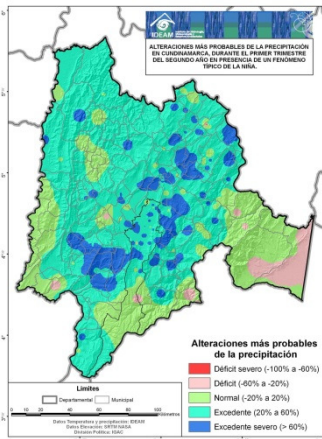 IDEAM
ALTERACIONES MÁS PROBABLES DE LA PRECIPITACIÓN
EN CUNDINAMARCA, DURANTE EL PRIMER TRIMESTRE
DEL SEGUNDO AÑO EN PRESENCIA DE UN FENÓMENO
TÍPICO DE LA NIÑA.
Alteraciones más probables
de la precipitación
Déficit severo (-100% a -60%)
Déficit (-60% a -20%)
Normal (-20% a 20%)
Excedente (20% a 60%)
Excedente severo (> 60%)
Límites
Departamental
Municipal
Datos Temperatura y precipitación: IDEAM
Datos Elevación: SRTM NASA
División Política: IGAC